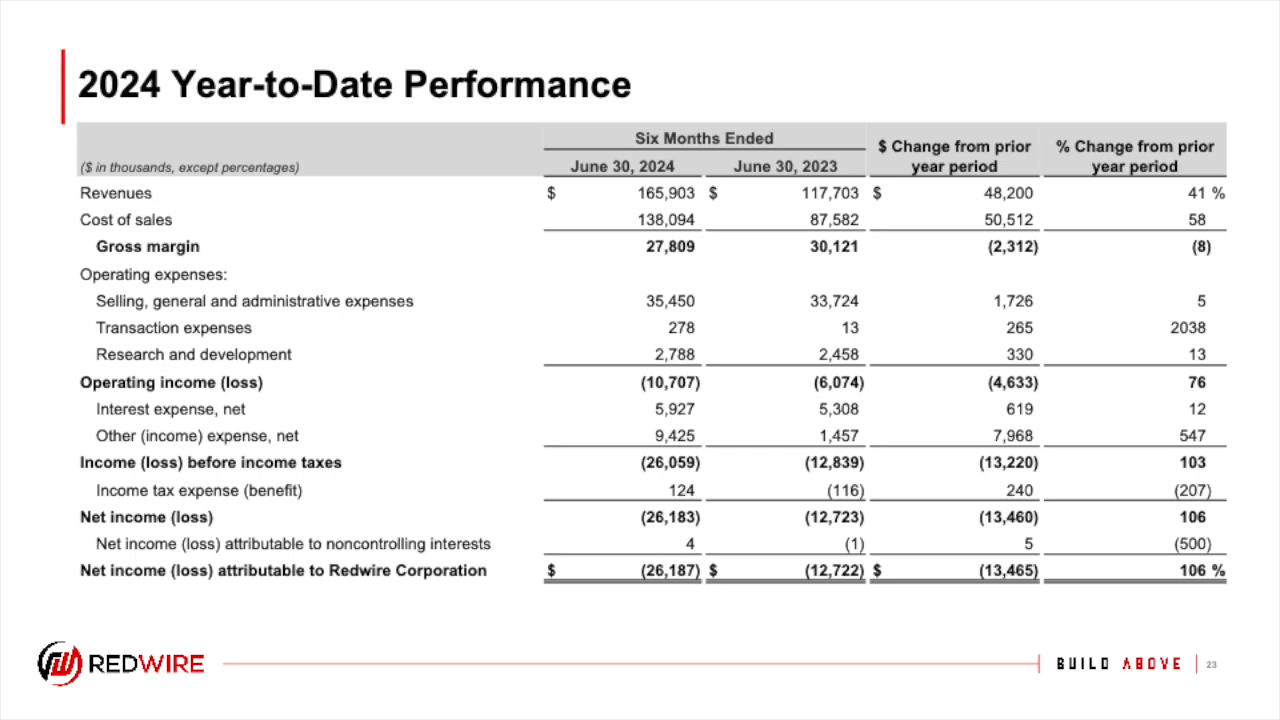 2024 Year-to-Date Performance
Six Months Ended
$ Change from prior year period
% Change from prior year period
($ in thousands, except percentages) June 30, 2024 June 30, 2023
Revenues $ 165,903 $ 117,703 $ 48,200 41 %
Cost of sales 138,094 87,582 50,512 58
Gross margin 27,809 30,121 (2,312) (8)
Operating expenses:
Selling, general and administrative expenses 35,450 33,724 1,726 5
Transaction expenses 278 13 265 2038
Research and development 2,788 2,458 330 13
Operating income (loss) (10,707) (6,074) (4,633) 76
Interest expense, net 5,927 5,308 619 12
Other (income) expense, net 9,425 1,457 7,968 547
Income (loss) before income taxes (26,059) (12,839) (13,220) 103
Income tax expense (benefit) 124 (116) 240 (207)
Net income (loss) (26,183) (12,723) (13,460) 106
Net income (loss) attributable to noncontrolling interests 4 (1) 5 (500)
Net income (loss) attributable to Redwire Corporation $ (26,187) $ (12,722) $ (13,465) 106 %
REDWIRE
BUILD ABOVE 23